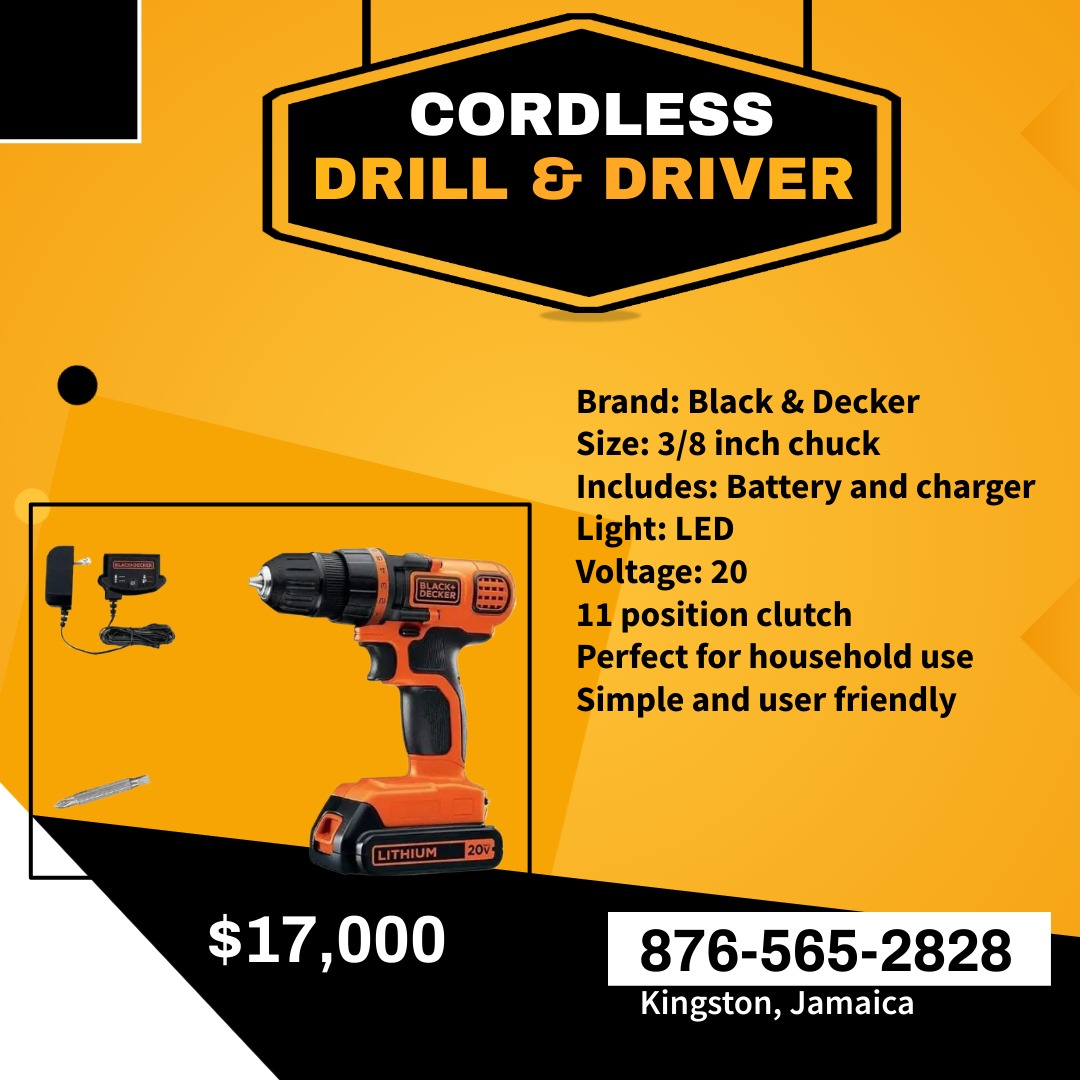 CORDLESS
DRILL & DRIVER
Brand: Black & Decker
Size: 3/8 inch chuck
Includes: Battery and charger
Light: LED
Voltage: 20
11 position clutch
Perfect for household use
Simple and user friendly
BLACK+DECKER
BLACK+
DECKER
LITHIUM 20V
$17,000
876-565-2828
Kingston, Jamaica